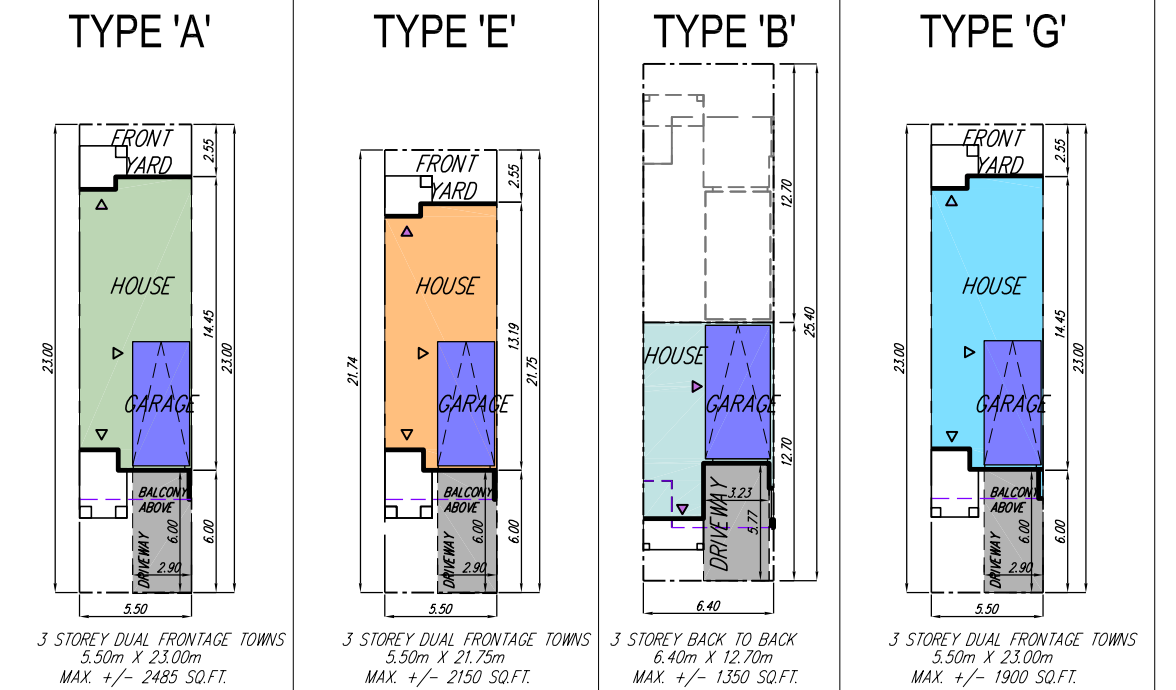 TYPE 'A'
FRONT
YARD
2.55
HOUSE
14.45
23.00
23.00
GARAGE
BALCONY
ABOVE
6.00
6.00
DRIVEWAY
2.90
5.50
3 STOREY DUAL FRONTAGE TOWNS
5.50m X 23.00m
MAX. +/- 2485 SQ.FT.
TYPE 'E'
FRONT
YARD
2.55
HOUSE
13.19
21.74
21.75
GARAGE
BALCONY
ABOVE
6.00
6.00
DRIVEWAY
2.90
5.50
3 STOREY DUAL FRONTAGE TOWNS
5.50m X 21.75m
MAX. +/- 2150 SQ.FT.
TYPE 'B'
12.70
25.40
HOUSE
GARAGE
12.70
DRIVEWAY
3.23
5.77
6.40
3 STOREY BACK TO BACK
6.40m X 12.70m
MAX. +/- 1350 SQ.FT.
TYPE 'G'
FRONT
YARD
2.55
HOUSE
14.45
23.00
23.00
GARAGE
BALCONY
ABOVE
6.00
6.00
DRIVEWAY
2.90
5.50
3 STOREY DUAL FRONTAGE TOWNS
5.50m X 23.00m
MAX. +/- 1900 SQ.FT.